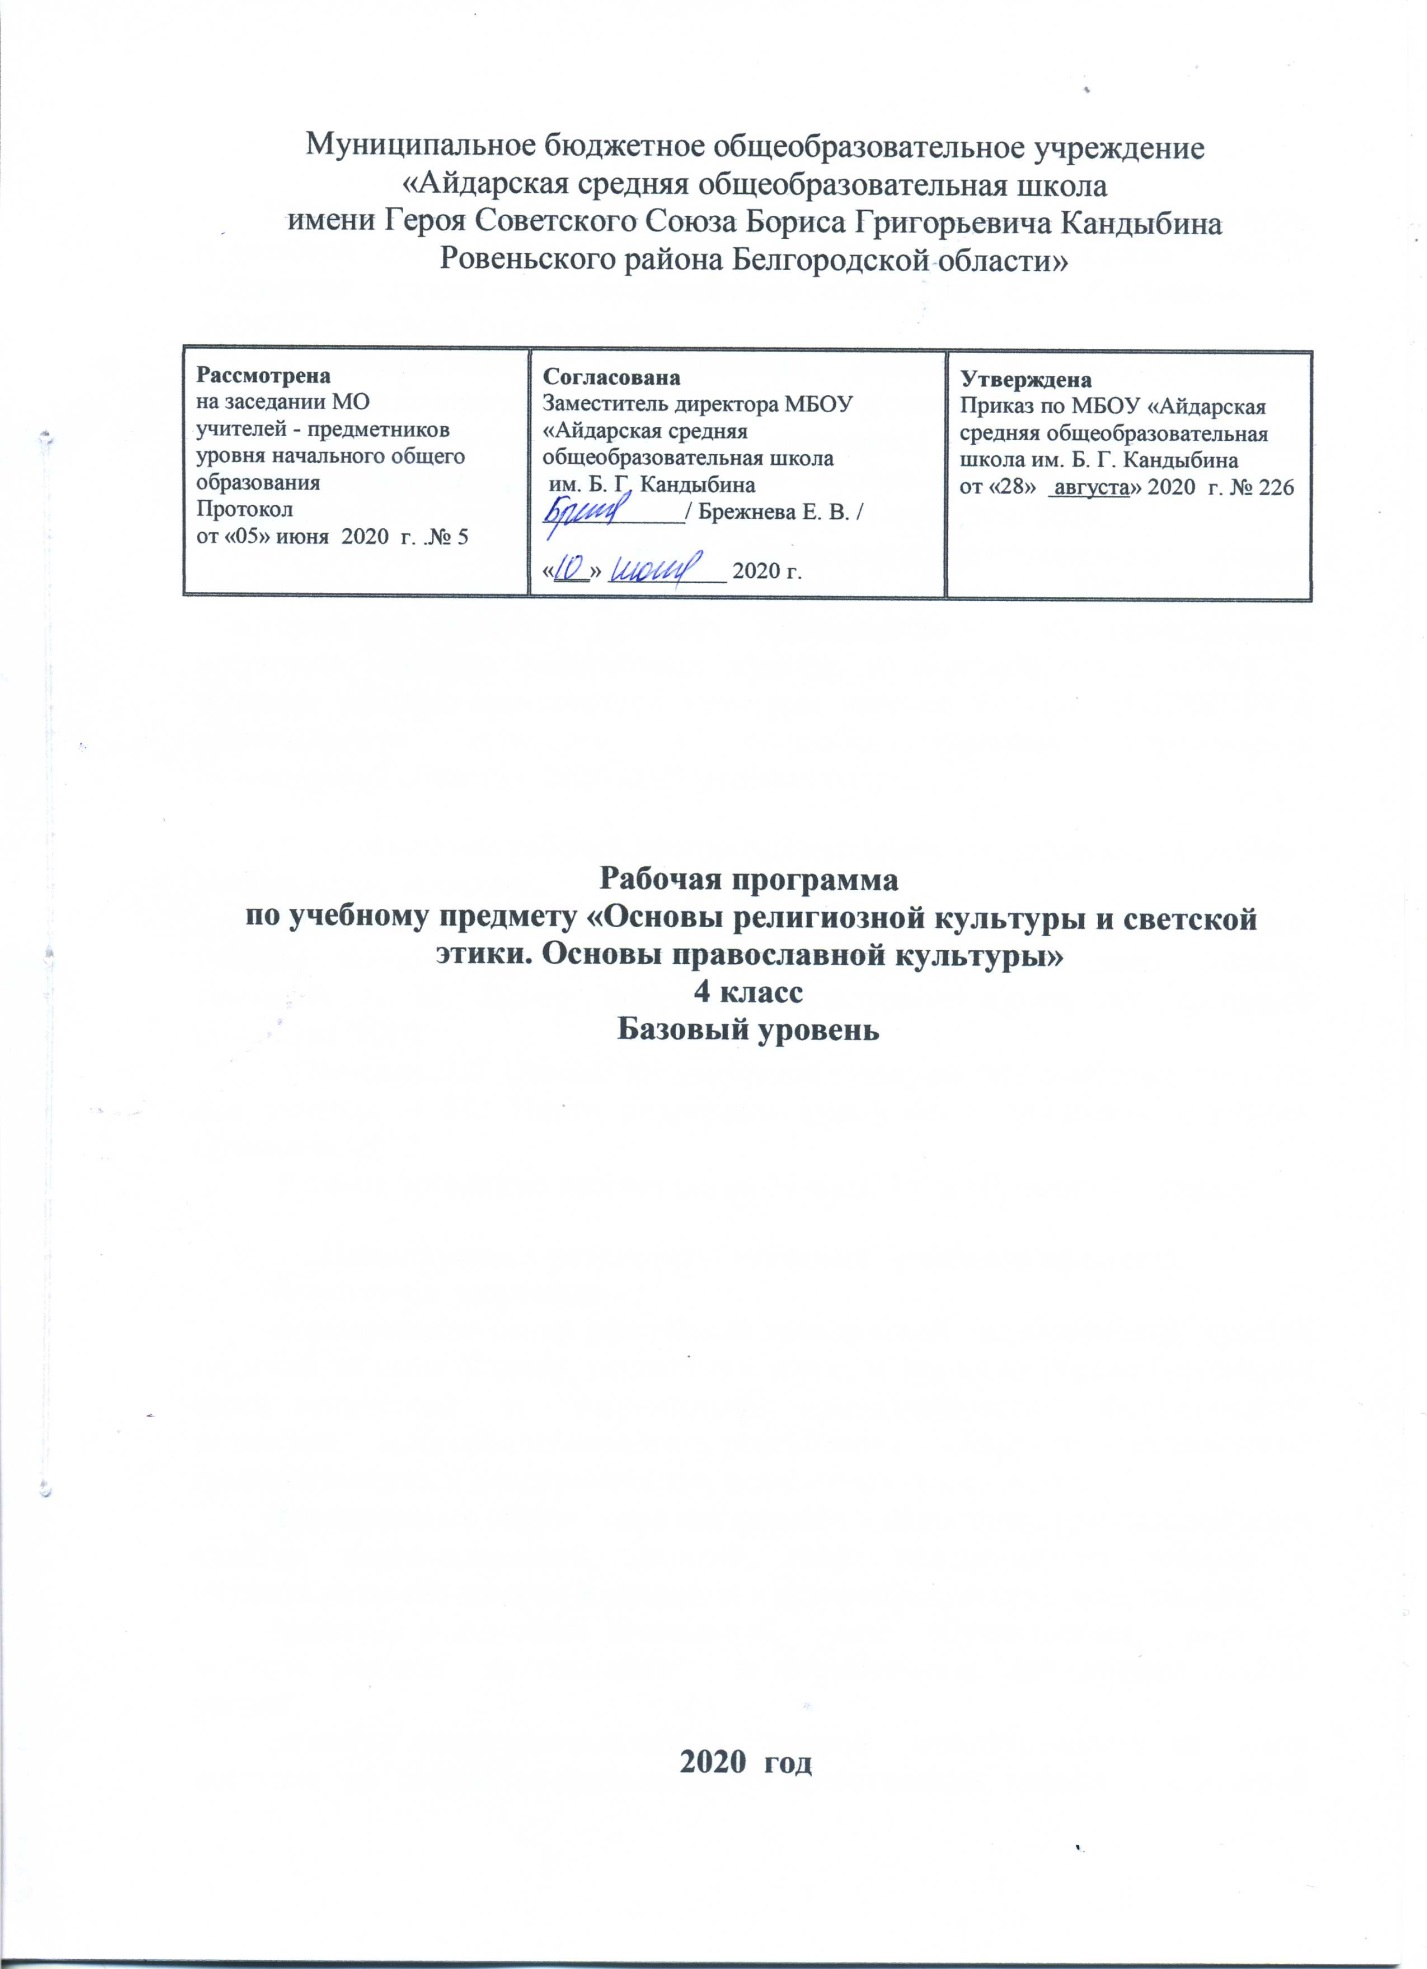 Муниципальное бюджетное общеобразовательное учреждение
«Айдарская средняя общеобразовательная школа
имени Героя Советского Союза Бориса Григорьевича Кандыбина
Ровеньского района Белгородской области»
Рассмотрена
на заседании МО
учителей - предметников
уровня начального общего
образования
Протокол
от «05» июня 2020 г. .№ 5
Согласована
Заместитель директора МБОУ
«Айдарская средняя
общеобразовательная школа
им. Б. Г. Кандыбина
/ Брежнева Е. В. /
«10» июня 2020 г.
Утверждена
Приказ по МБОУ «Айдарская
средняя общеобразовательная
школа им. Б. Г. Кандыбина
от «28» августа» 2020 г. № 226
Рабочая программа
по учебному предмету «Основы религиозной культуры и светской
этики. Основы православной культуры»
4 класс
Базовый уровень
2020 год